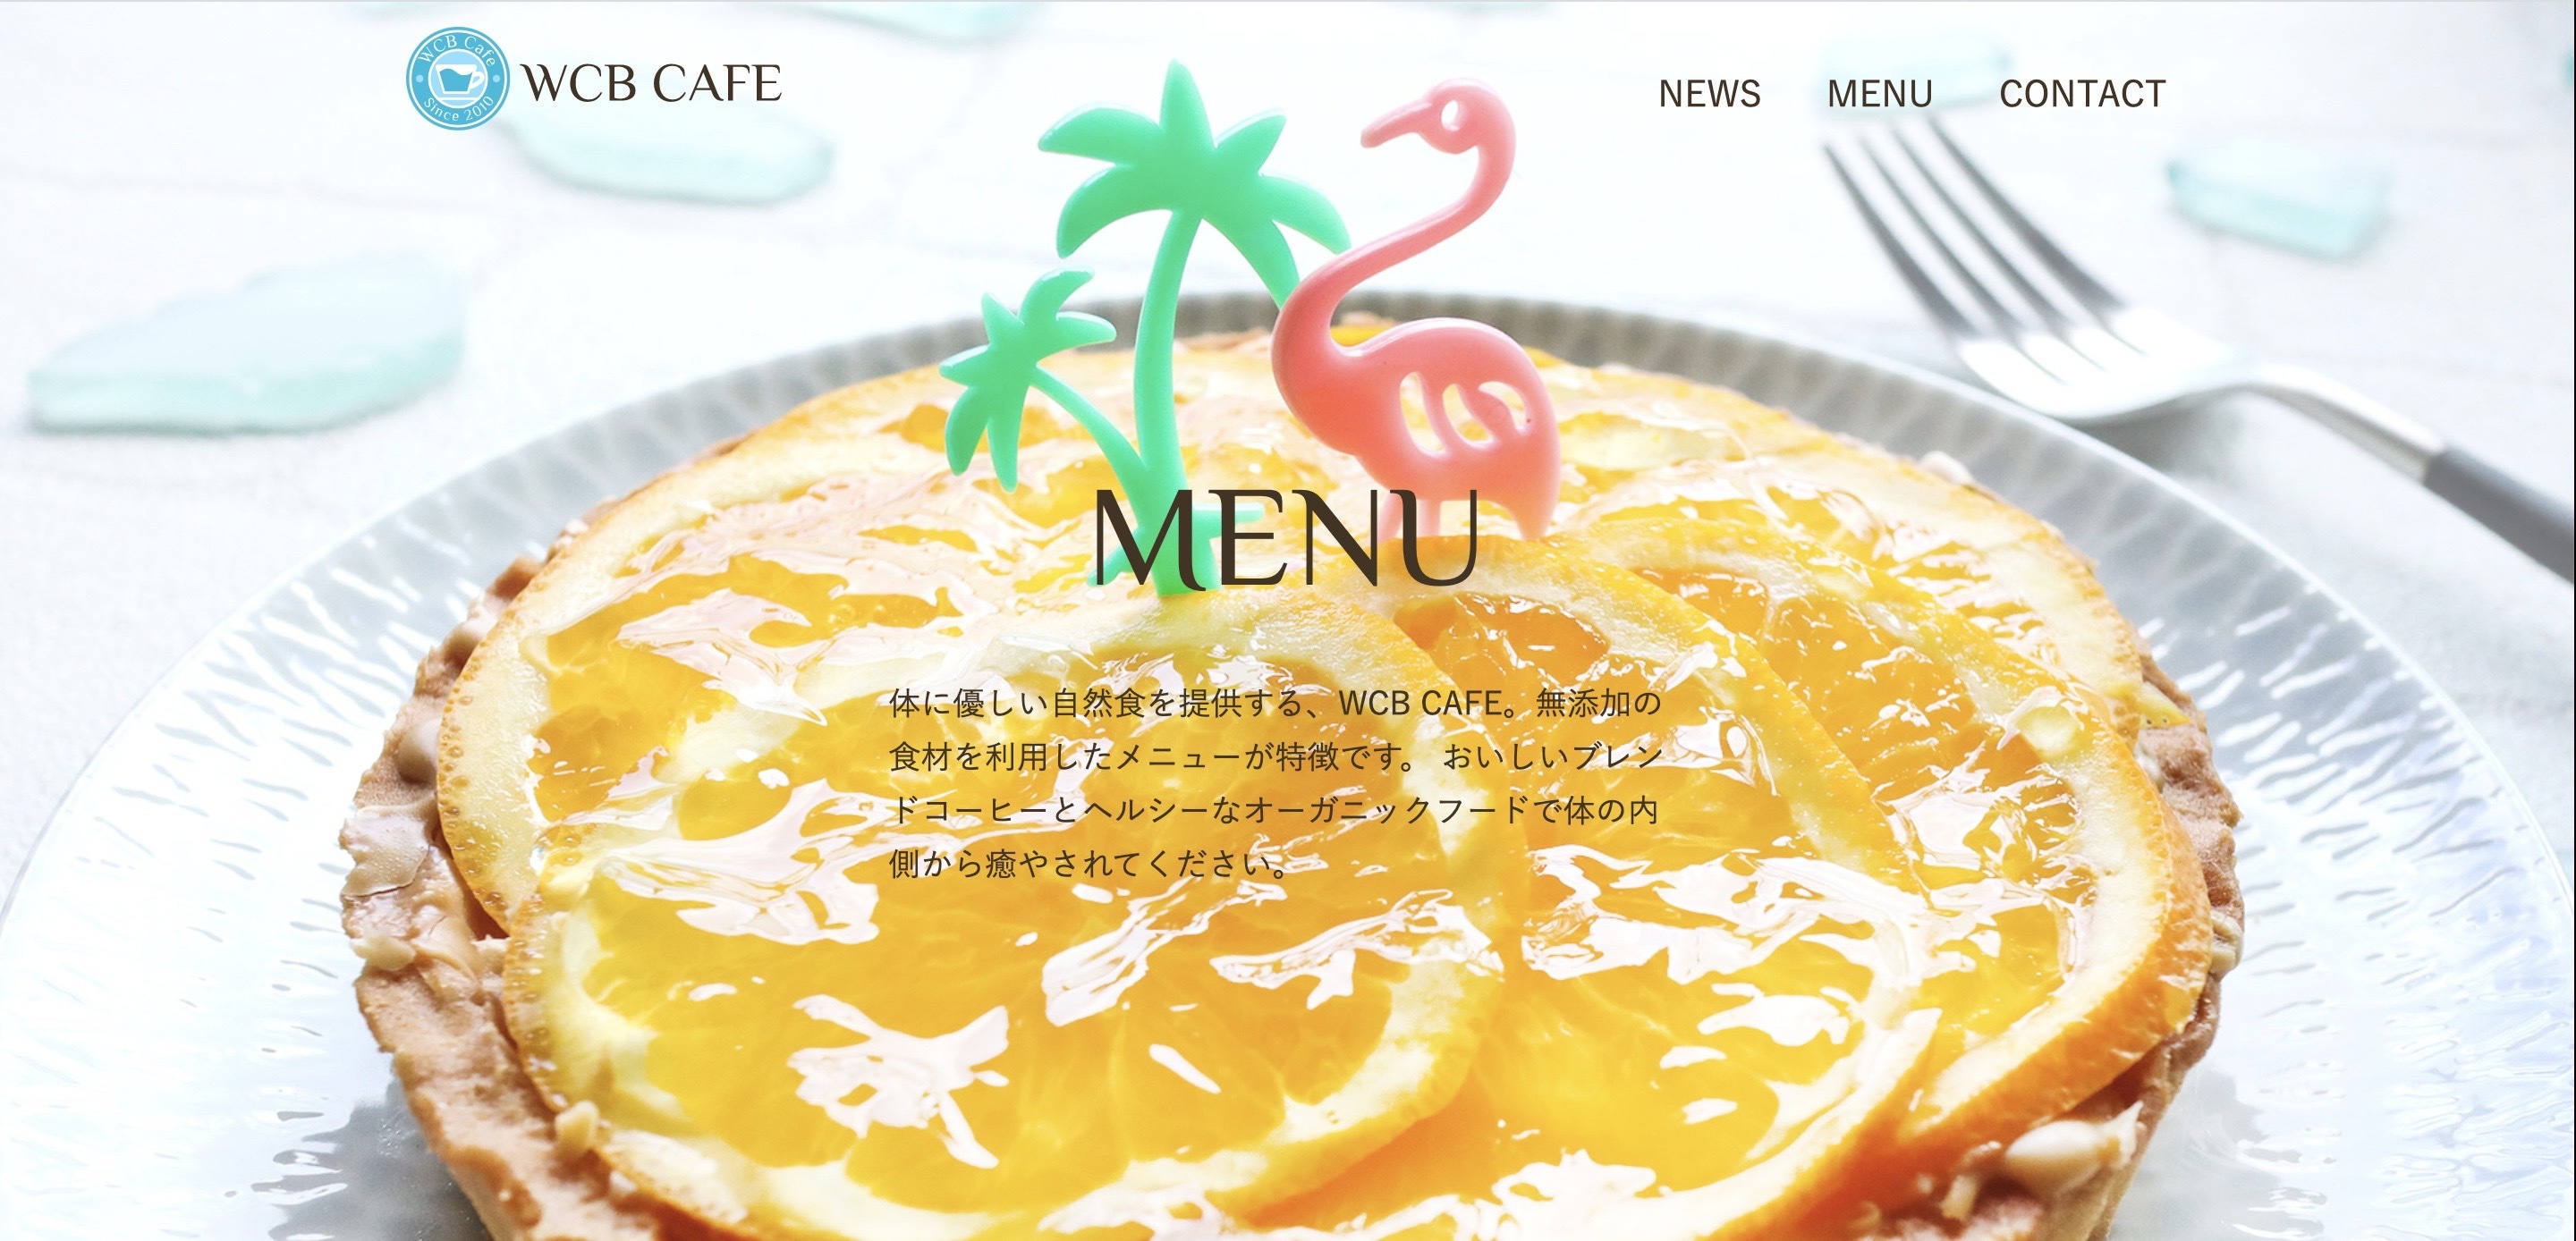 WCB Cafe
Since 2010
WCB CAFE
NEWS MENU CONTACT
MENU
体に優しい自然食を提供する、WCB CAFE。無添加の
食材を利用したメニューが特徴です。 おいしいブレン
ドコーヒーとヘルシーなオーガニックフードで体の内
側から癒やされてください。